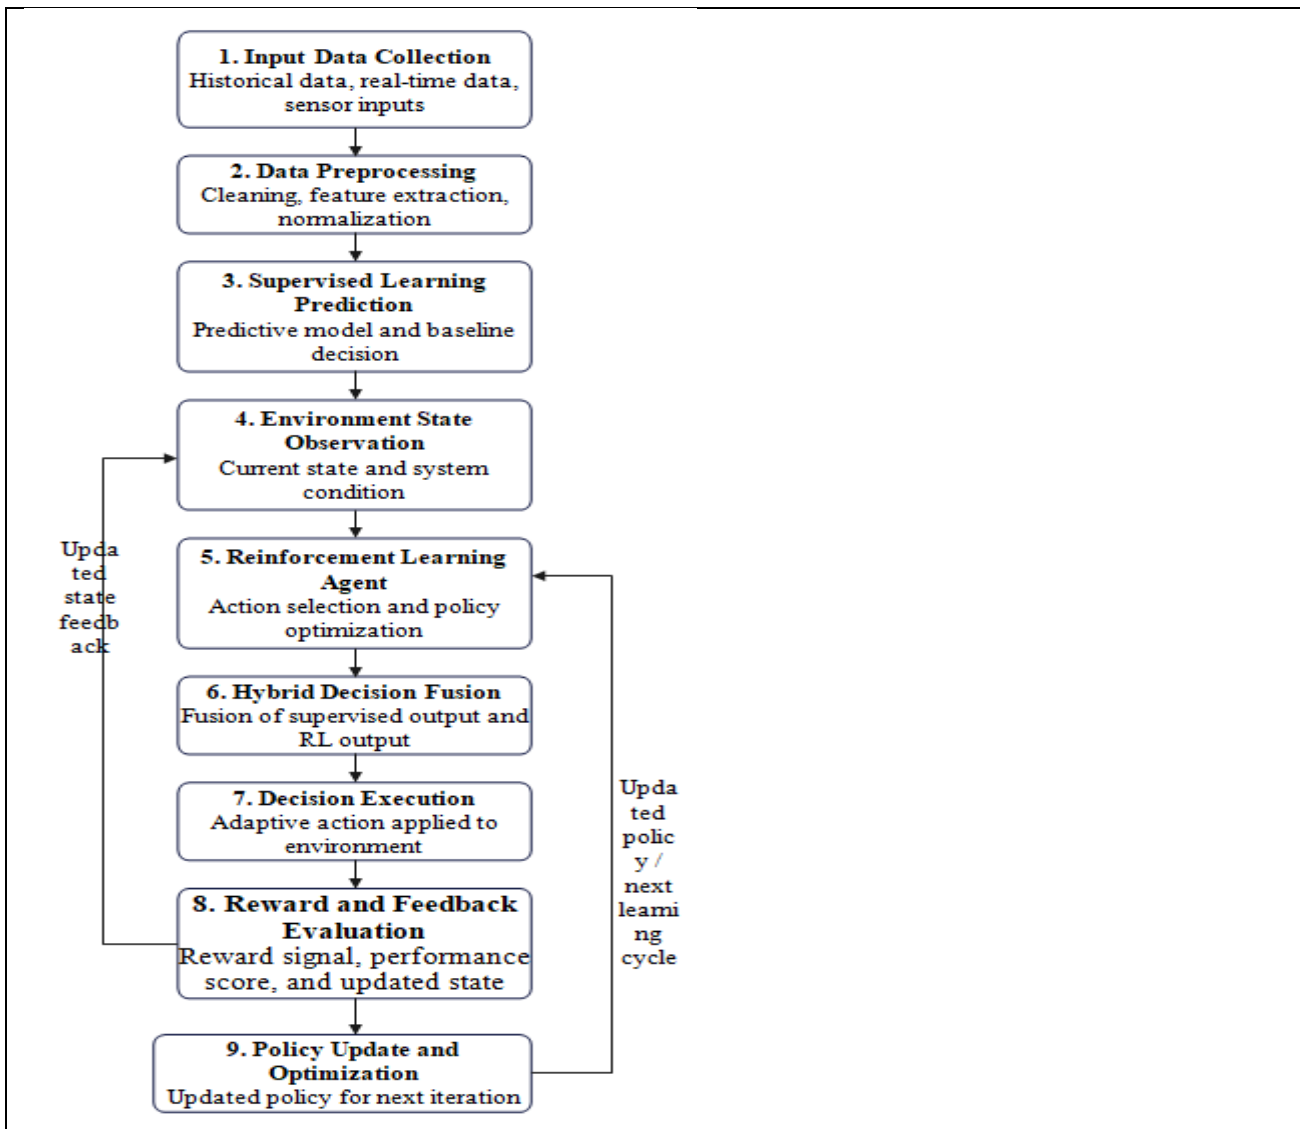 1. Input Data Collection
Historical data, real-time data,
sensor inputs
2. Data Preprocessing
Cleaning, feature extraction,
normalization
3. Supervised Learning
Prediction
Predictive model and baseline
decision
4. Environment State
Observation
Current state and system
condition
Upda
ted
state
feedb
ack
5. Reinforcement Learning
Agent
Action selection and policy
optimization
6. Hybrid Decision Fusion
Fusion of supervised output and
RL output
7. Decision Execution
Adaptive action applied to
environment
Upda
ted
polic
y /
next
learni
ng
cycle
8. Reward and Feedback
Evaluation
Reward signal, performance
score, and updated state
9. Policy Update and
Optimization
Updated policy for next iteration